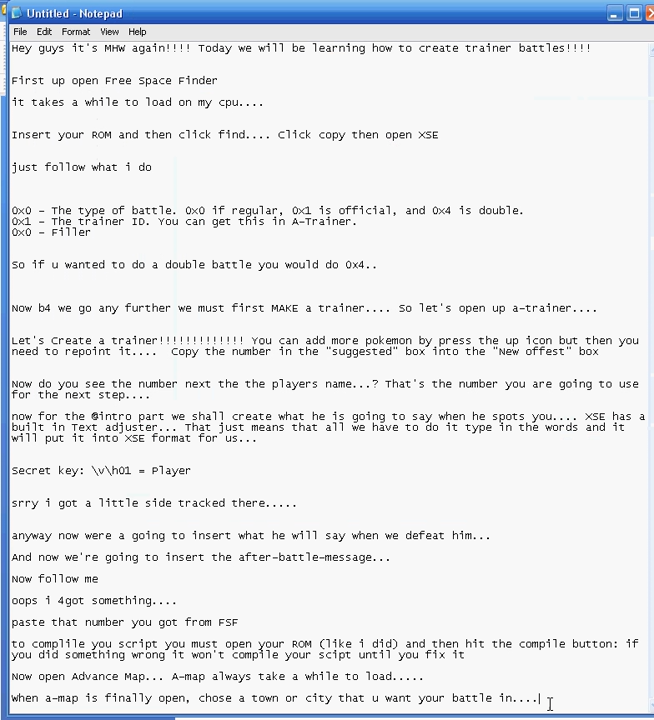 Untitled - Notepad
File Edit Format View Help
Hey guys it's MHW again!!!! Today we will be learning how to create trainer battles!!!!
First up open Free Space Finder
it takes a while to load on my cpu....
Insert your ROM and then click find.... Click copy then open XSE
just follow what i do
0x0 - The type of battle. 0x0 if regular, 0x1 is official, and 0x4 is double.
0x1 - The trainer ID. You can get this in A-Trainer.
0x0 - Filler
So if u wanted to do a double battle you would do 0x4..
Now b4 we go any further we must first MAKE a trainer.... So let's open up a-trainer....
Let's Create a trainer!!!!!!!!!!!!! You can add more pokemon by press the up icon but then you
need to repoint it.... Copy the number in the "suggested" box into the "New offest" box
Now do you see the number next the the players name...? That's the number you are going to use
for the next step....
now for the @intro part we shall create what he is going to say when he spots you.... XSE has a
built in Text adjuster... That just means that all we have to do it type in the words and it
will put it into XSE format for us...
Secret key: \v\h01 = Player
srry i got a little side tracked there.....
anyway now were a going to insert what he will say when we defeat him...
And now we're going to insert the after-battle-message...
Now follow me
oops i 4got something....
paste that number you got from FSF
to complile you script you must open your ROM (like i did) and then hit the compile button: if
you did something wrong it won't compile your scipt until you fix it
Now open Advance Map... A-map always take a while to load.....
When a-map is finally open, chose a town or city that u want your battle in....